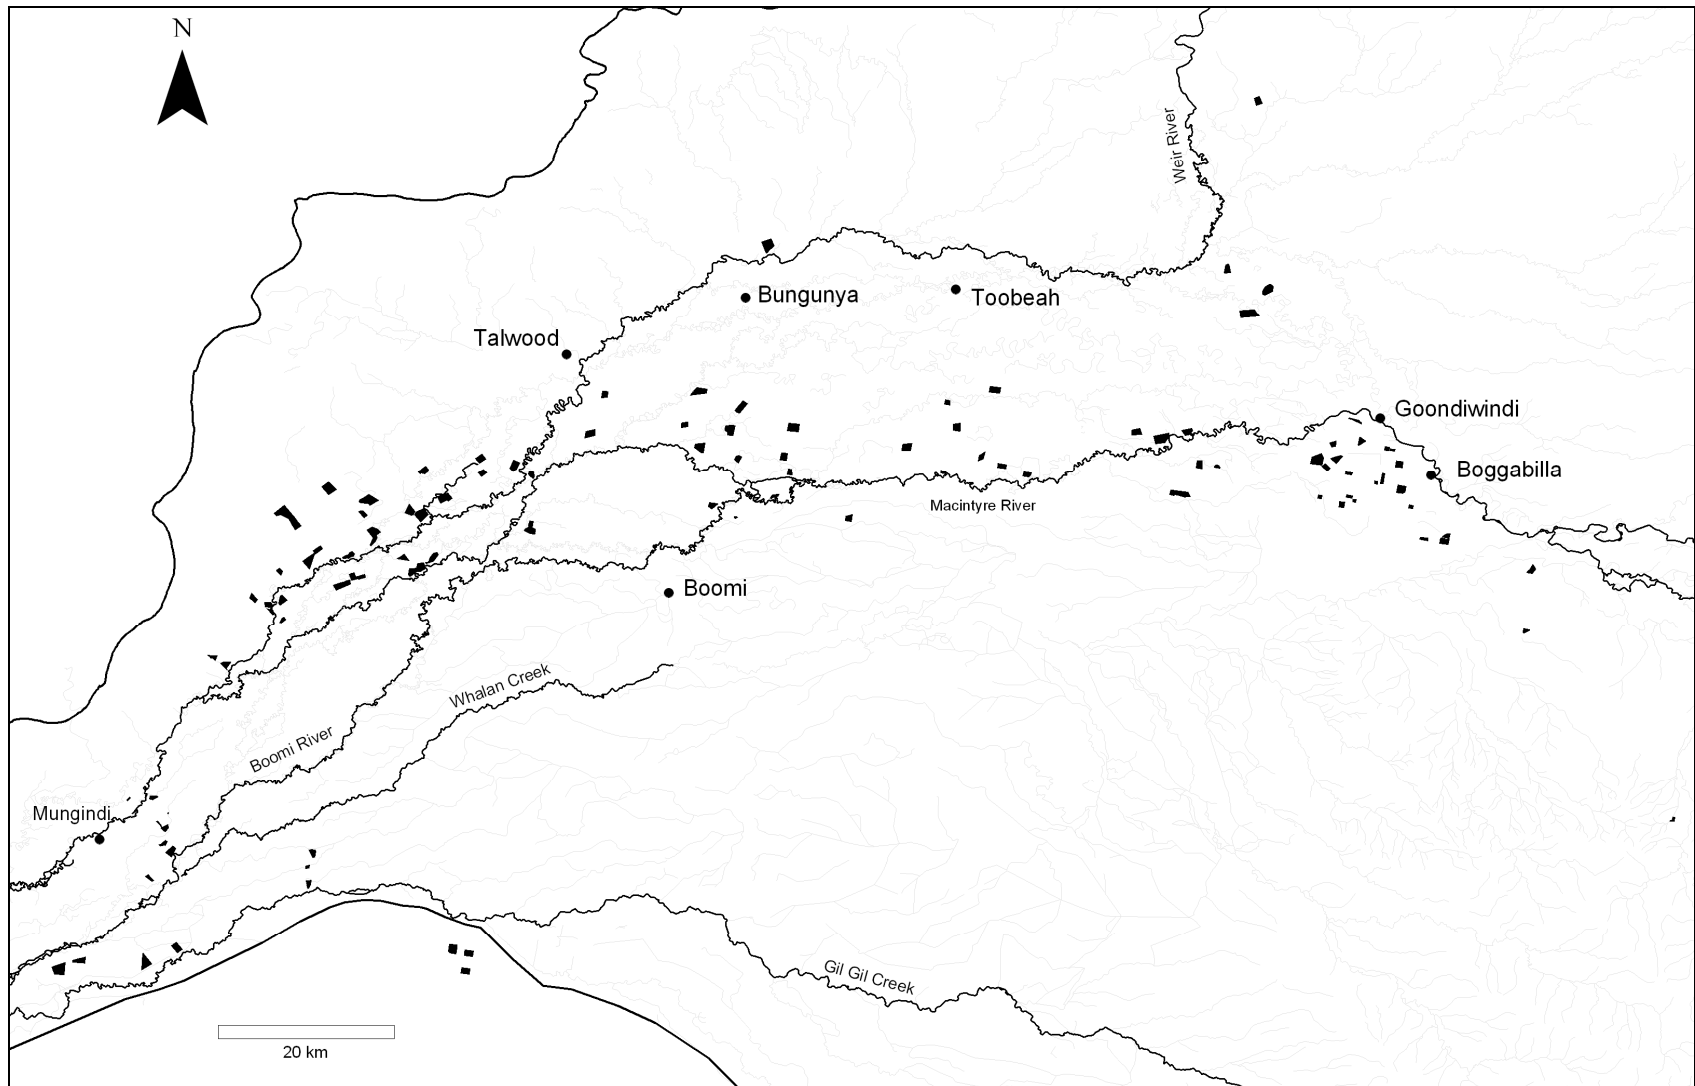 N
Weir River
Bungunya
Toobeah
Talwood
Goondiwindi
Boggabilla
Macintyre River
Boomi
Whalan Creek
Boomi River
Mungindi
Gil Gil Creek
20 km